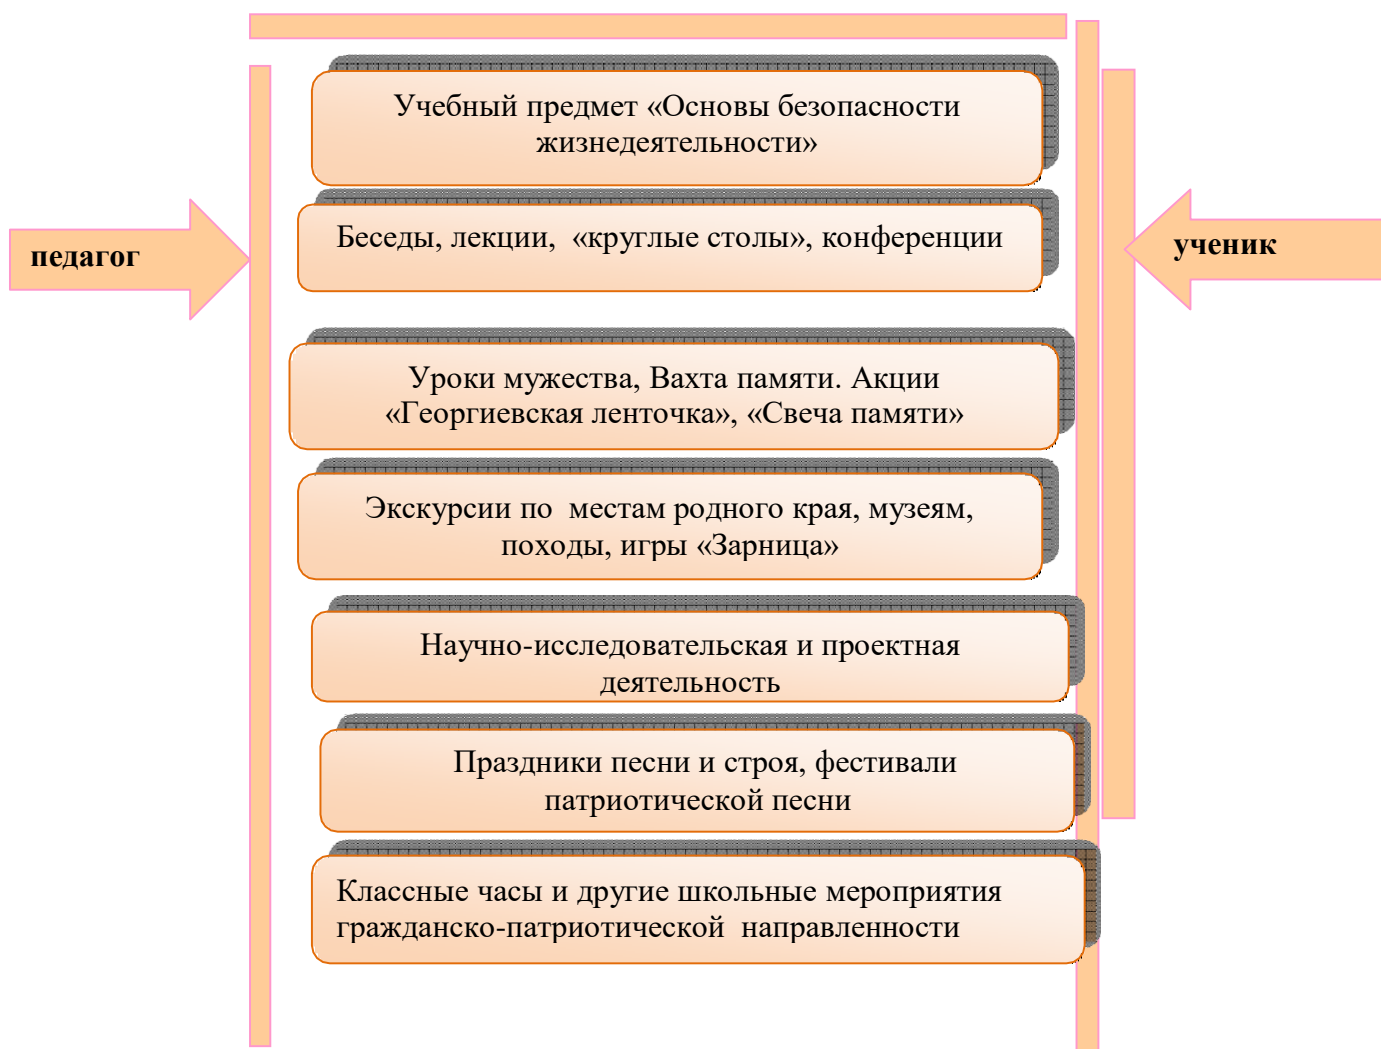 Учебный предмет «Основы безопасности
жизнедеятельности»
Беседы, лекции, «круглые столы», конференции
педагог
ученик
Уроки мужества, Вахта памяти. Акции
«Георгиевская ленточка», «Свеча памяти»
Экскурсии по местам родного края, музеям,
походы, игры «Зарница»
Научно-исследовательская и проектная
деятельность
Праздники песни и строя, фестивали
патриотической песни
Классные часы и другие школьные мероприятия
гражданско-патриотической направленности